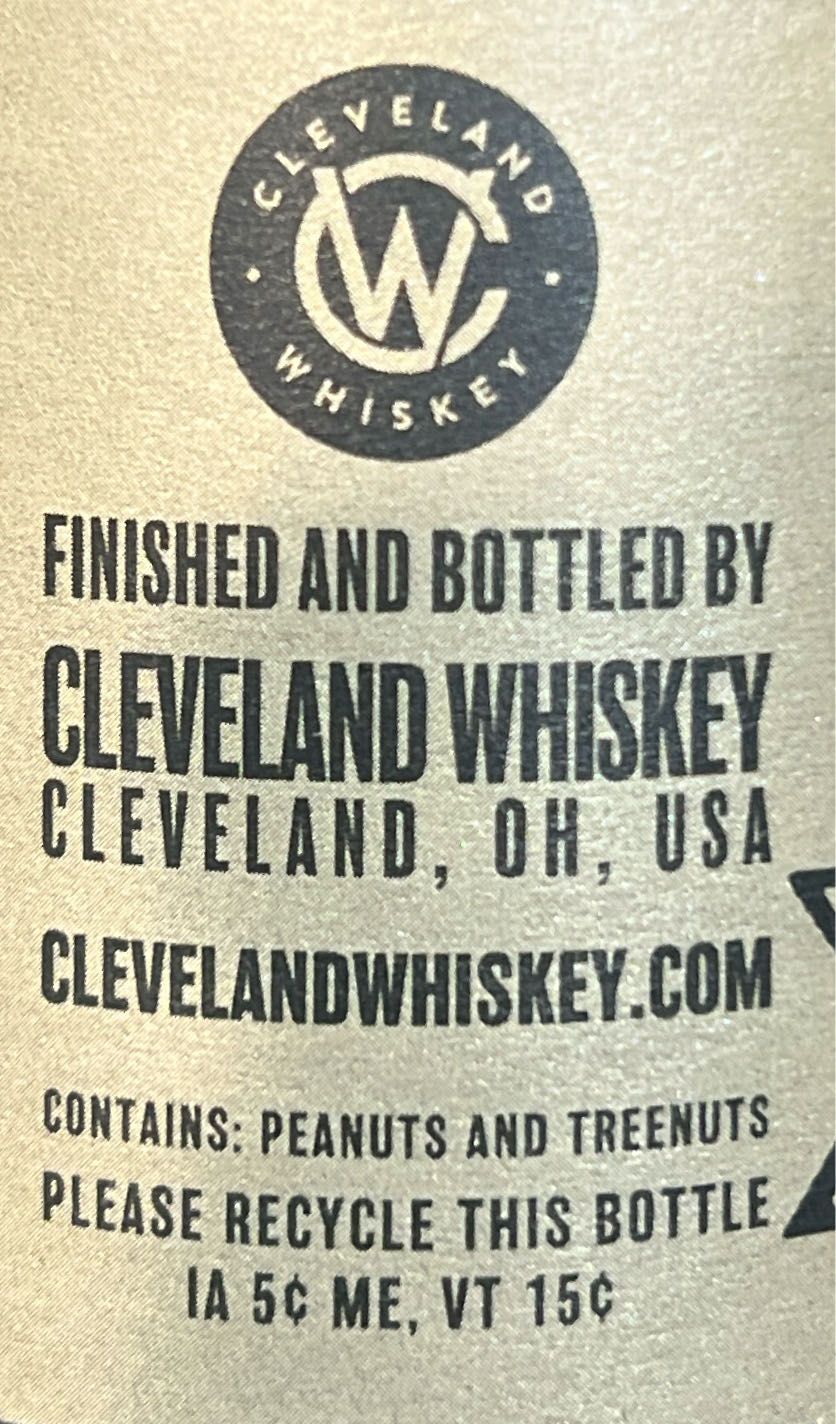 CLEVELAND
CW
WHISKEY
FINISHED AND BOTTLED BY
CLEVELAND WHISKEY
CLEVELAND, OH, USA
CLEVELANDWHISKEY.COM
CONTAINS: PEANUTS AND TREENUTS
PLEASE RECYCLE THIS BOTTLE
IA 5¢ ME, VT 15¢